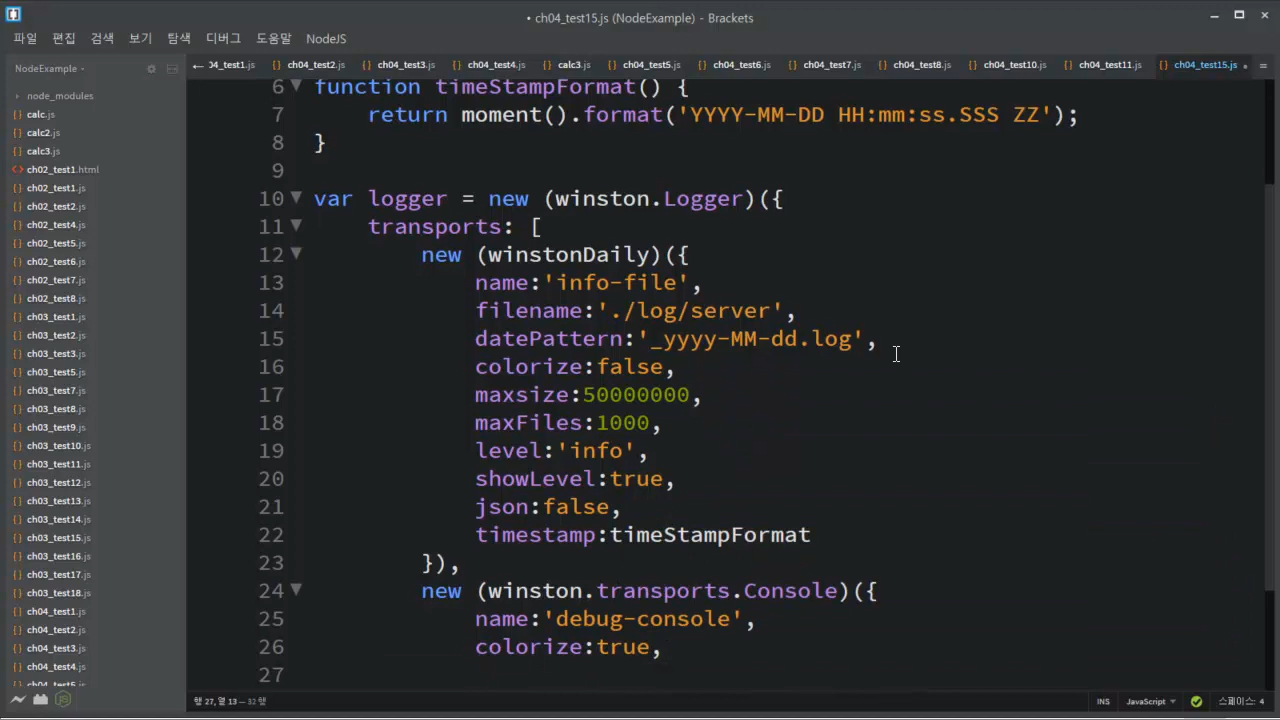 • ch04_test15.js (NodeExample) - Brackets
파일 편집 검색 보기 탐색 디버그 도움말 NodeJS
NodeExample
node_modules
calc.js
calc2.js
calc3.js
ch02_test1.html
ch02_test1.js
ch02_test2.js
ch02_test4.js
ch02_test5.js
ch02_test6.js
ch02_test7.js
ch02_test8.js
ch03_test1.js
ch03_test2.js
ch03_test3.js
ch03_test5.js
ch03_test7.js
ch03_test8.js
ch03_test9.js
ch03_test10.js
ch03_test11.js
ch03_test12.js
ch03_test13.js
ch03_test14.js
ch03_test15.js
ch03_test16.js
ch03_test17.js
ch03_test18.js
ch04_test1.js
ch04_test2.js
ch04_test3.js
ch04_test4.js
ch04_test5.js
04_test1.js ch04_test2.js ch04_test3.js ch04_test4.js calc3.js ch04_test5.js ch04_test6.js ch04_test7.js ch04_test8.js ch04_test10.js ch04_test11.js ch04_test15.js
6 function timeStampFormat() {
7 return moment().format('YYYY-MM-DD HH:mm:ss.SSS ZZ');
8 }
9
10 var logger = new (winston.Logger)({
11 transports: [
12 new (winstonDaily)({
13 name:'info-file',
14 filename:'./log/server',
15 datePattern:'_yyyy-MM-dd.log',
16 colorize:false,
17 maxsize:50000000,
18 maxFiles:1000,
19 level:'info',
20 showLevel:true,
21 json:false,
22 timestamp:timeStampFormat
23 }),
24 new (winston.transports.Console)({
25 name:'debug-console',
26 colorize:true,
27
행 27, 열 13 — 32 행 INS JavaScript 스페이스: 4